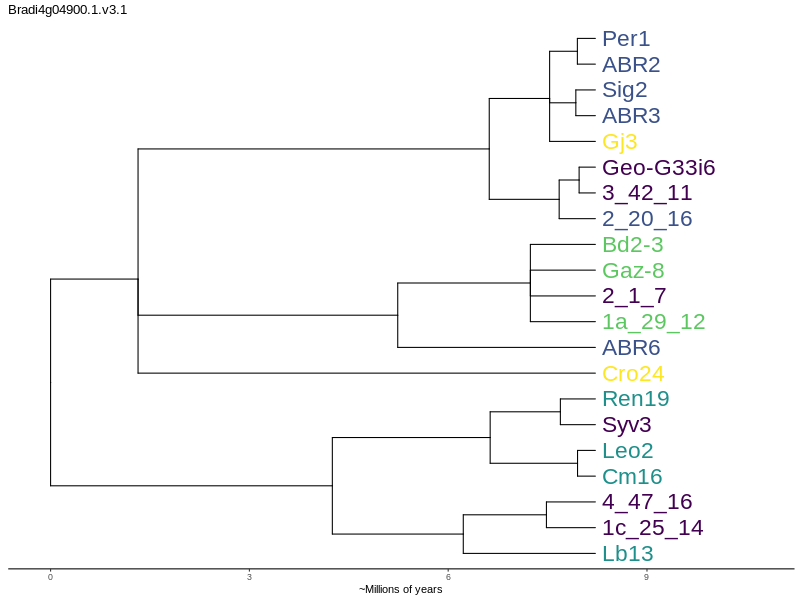 Bradi4g04900.1.v3.1
Per1
ABR2
Sig2
ABR3
Gj3
Geo-G33i6
3_42_11
2_20_16
Bd2-3
Gaz-8
2_1_7
1a_29_12
ABR6
Cro24
Ren19
Syv3
Leo2
Cm16
4_47_16
1c_25_14
Lb13
0 3 6 9
~Millions of years